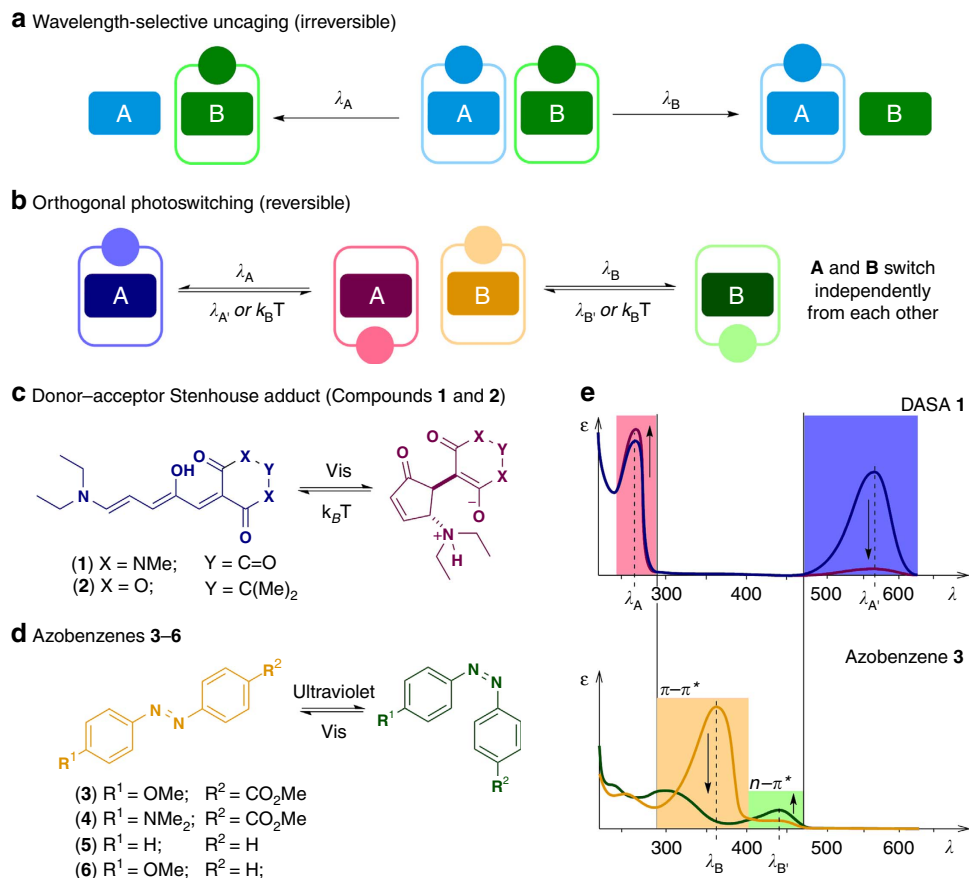 a Wavelength-selective uncaging (irreversible)
A B λA A B λB A B
b Orthogonal photoswitching (reversible)
A λA λA' or kBT A B λB λB' or kBT B
A and B switch
independently
from each other
c Donor–acceptor Stenhouse adduct (Compounds 1 and 2)
N OH O O X Y X
Vis
kBT
O O X Y X O −
N + H
(1) X = NMe; Y = C=O
(2) X = O; Y = C(Me)2
d Azobenzenes 3–6
R1 N N R2
Ultraviolet
Vis
N N R1 R2
(3) R1 = OMe; R2 = CO2Me
(4) R1 = NMe2; R2 = CO2Me
(5) R1 = H; R2 = H
(6) R1 = OMe; R2 = H;
e
DASA 1
ε
λA 300 400 500 λA' 600 λ
Azobenzene 3
ε
π–π*
n–π*
300 λB 400 λB' 500 600 λ